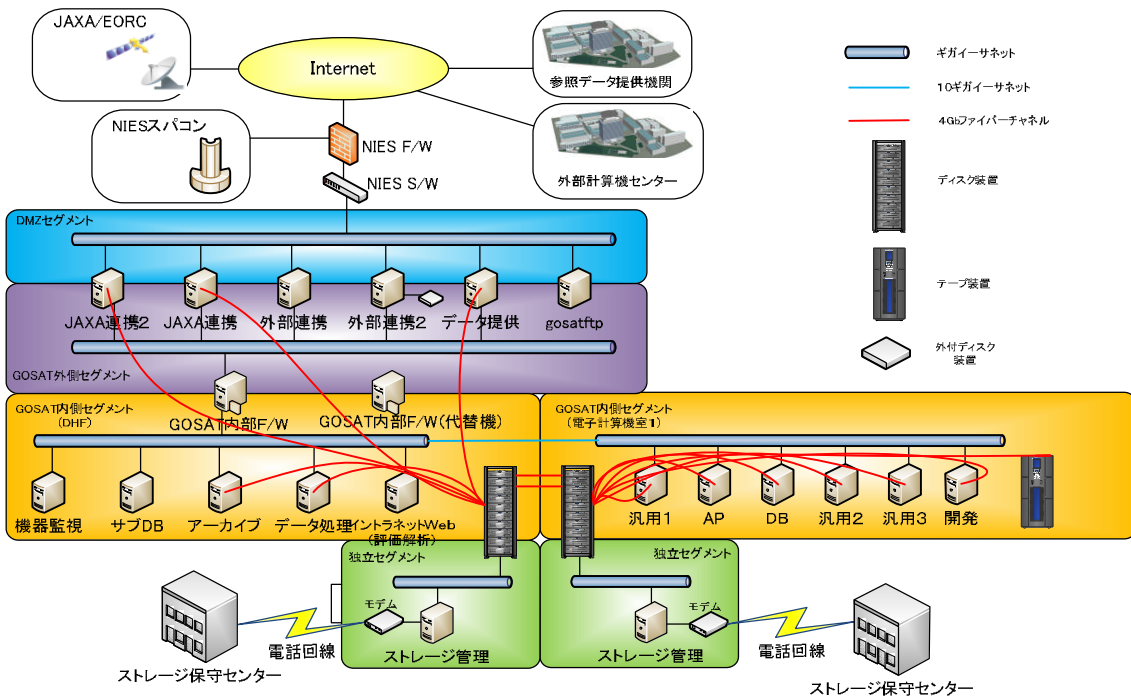 JAXA/EORC
Internet
参照データ提供機関
ギガイーサネット
10ギガイーサネット
4Gbファイバーチャネル
NIESスパコン
NIES F/W
NIES S/W
外部計算機センター
ディスク装置
テープ装置
外付ディスク
装置
DMZセグメント
JAXA連携2
JAXA連携
外部連携
外部連携2
データ提供
gosatftp
GOSAT外側セグメント
GOSAT内部F/W
GOSAT内部F/W(代替機)
GOSAT内側セグメント
(DHF)
GOSAT内側セグメント
(電子計算機室1)
機器監視
サブDB
アーカイブ
データ処理
イントラネットWeb
(評価解析)
汎用1
AP
DB
汎用2
汎用3
開発
独立セグメント
独立セグメント
モデム
モデム
電話回線
ストレージ管理
ストレージ管理
電話回線
ストレージ保守センター
ストレージ保守センター